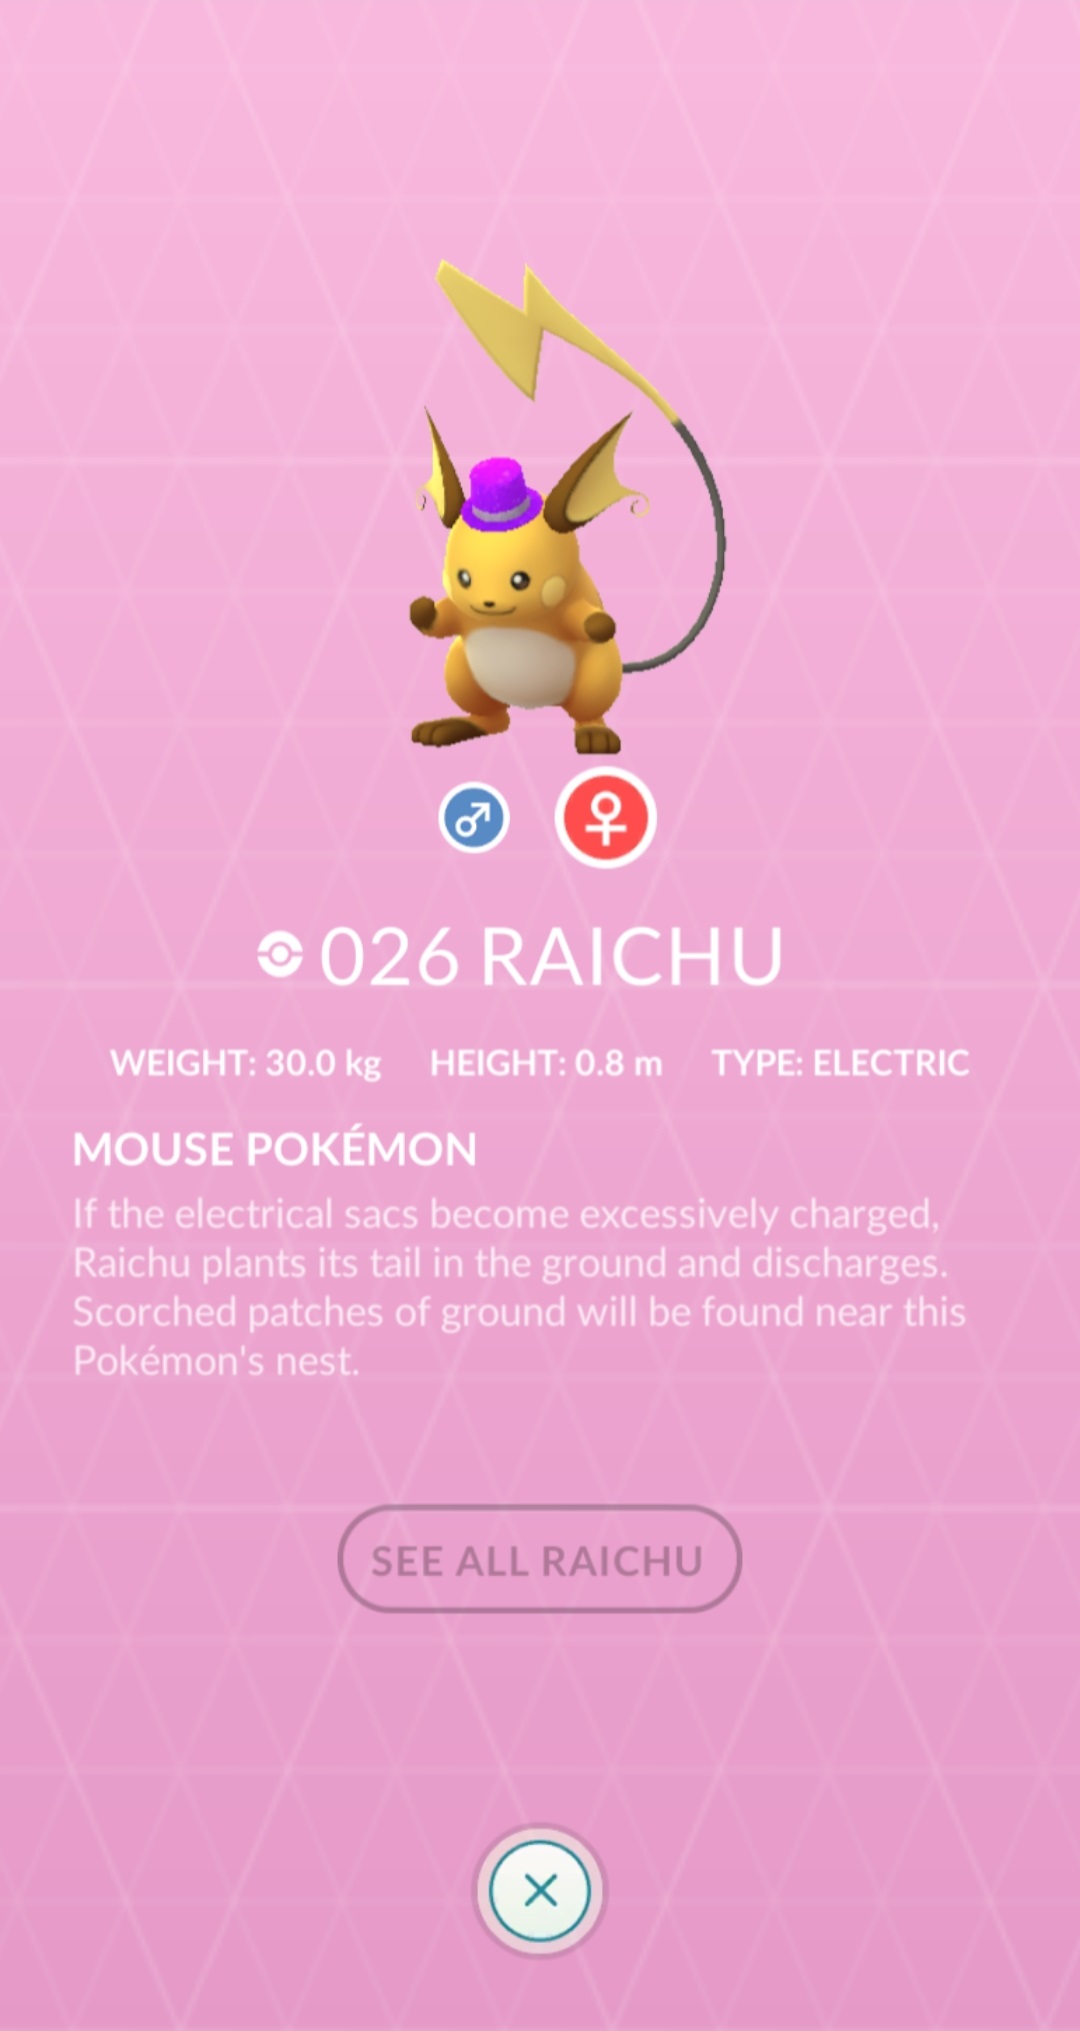 026 RAICHU
WEIGHT: 30.0 kg HEIGHT: 0.8 m TYPE: ELECTRIC
MOUSE POKÉMON
If the electrical sacs become excessively charged,
Raichu plants its tail in the ground and discharges.
Scorched patches of ground will be found near this
Pokémon's nest.
SEE ALL RAICHU